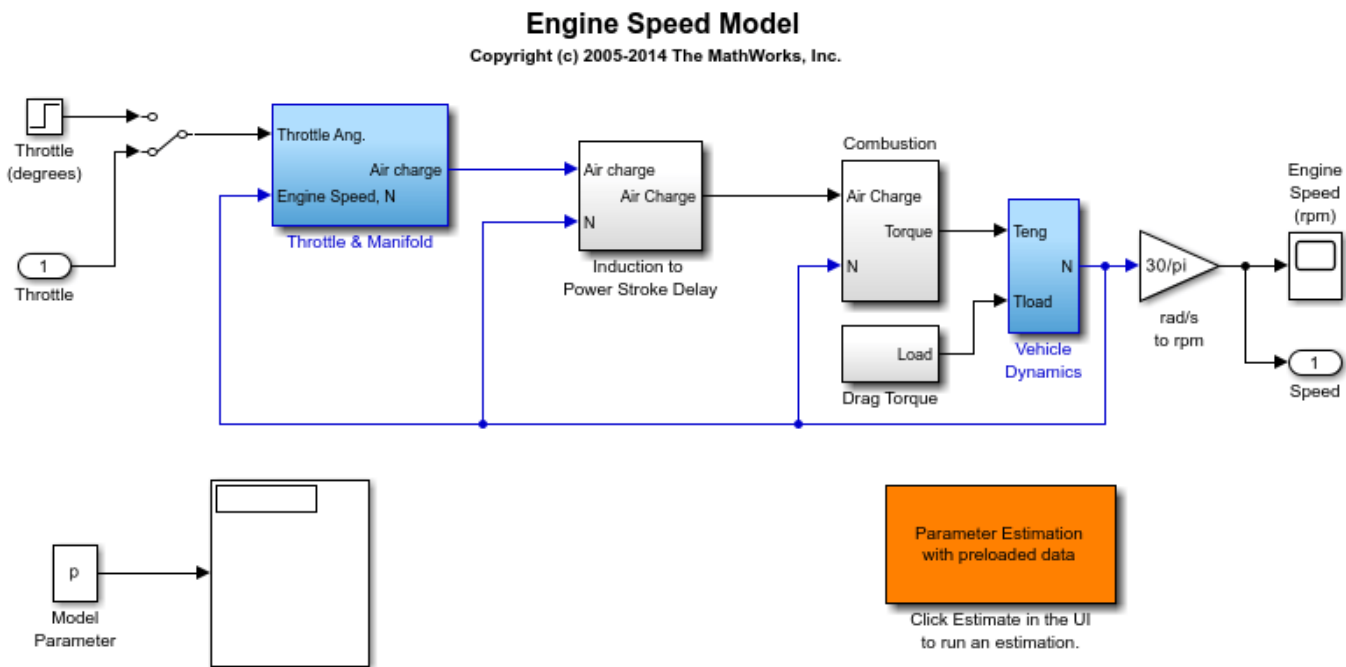 Engine Speed Model
Copyright (c) 2005-2014 The MathWorks, Inc.
Throttle
(degrees)
1
Throttle
Throttle Ang.
Air charge
Engine Speed, N
Throttle & Manifold
Air charge
Air Charge
N
Induction to
Power Stroke Delay
Combustion
Air Charge
Torque
N
Load
Drag Torque
Teng
N
Tload
Vehicle
Dynamics
30/pi
rad/s
to rpm
Engine
Speed
(rpm)
1
Speed
p
Model
Parameter
Parameter Estimation
with preloaded data
Click Estimate in the UI
to run an estimation.